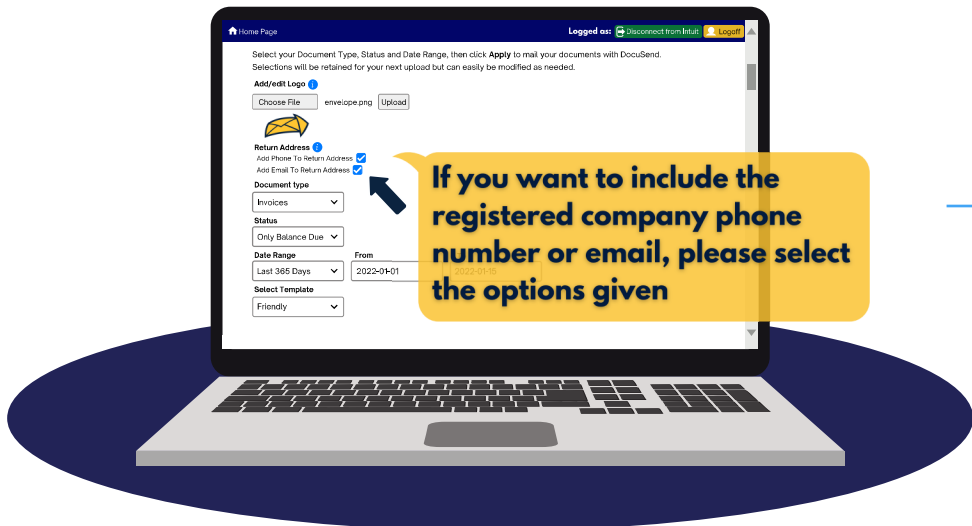 Home Page
Logged as:
Disconnect from Intuit
Logoff
Select your Document Type, Status and Date Range, then click Apply to mail your documents with DocuSend.
Selections will be retained for your next upload but can easily be modified as needed.
Add/edit Logo i
Choose File envelope.png Upload
Return Address i
Add Phone To Return Address
Add Email To Return Address
Document type
Invoices
Status
Only Balance Due
Date Range From
Last 365 Days 2022-01-01 2022-01-15
Select Template
Friendly
If you want to include the
registered company phone
number or email, please select
the options given